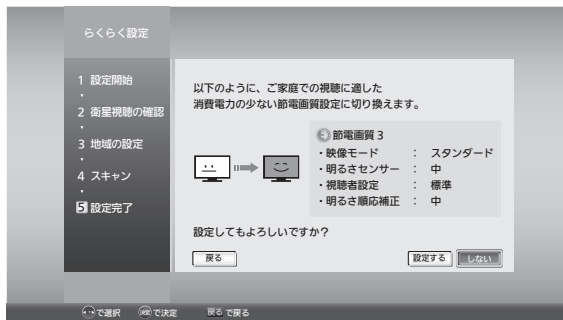 らくらく設定
1 設定開始
2 衛星視聴の確認
3 地域の設定
4 スキャン
5 設定完了
以下のように、ご家庭での視聴に適した
消費電力の少ない節電画質設定に切り換えます。
節電画質3
・映像モード : スタンダード
・明るさセンサー : 中
・視聴者設定 : 標準
・明るさ順応補正 : 中
設定してもよろしいですか?
戻る 設定する しない
で選択 決定 で決定 戻る で戻る